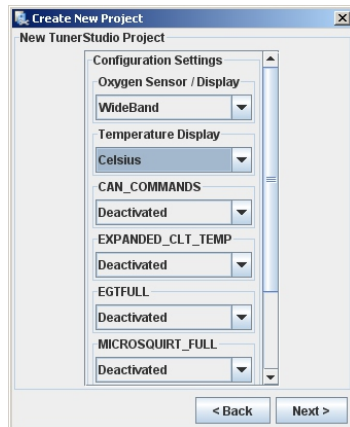 Create New Project
New TunerStudio Project
Configuration Settings
Oxygen Sensor / Display
WideBand
Temperature Display
Celsius
CAN_COMMANDS
Deactivated
EXPANDED_CLT_TEMP
Deactivated
EGTFULL
Deactivated
MICROSQUIRT_FULL
Deactivated
< Back Next >